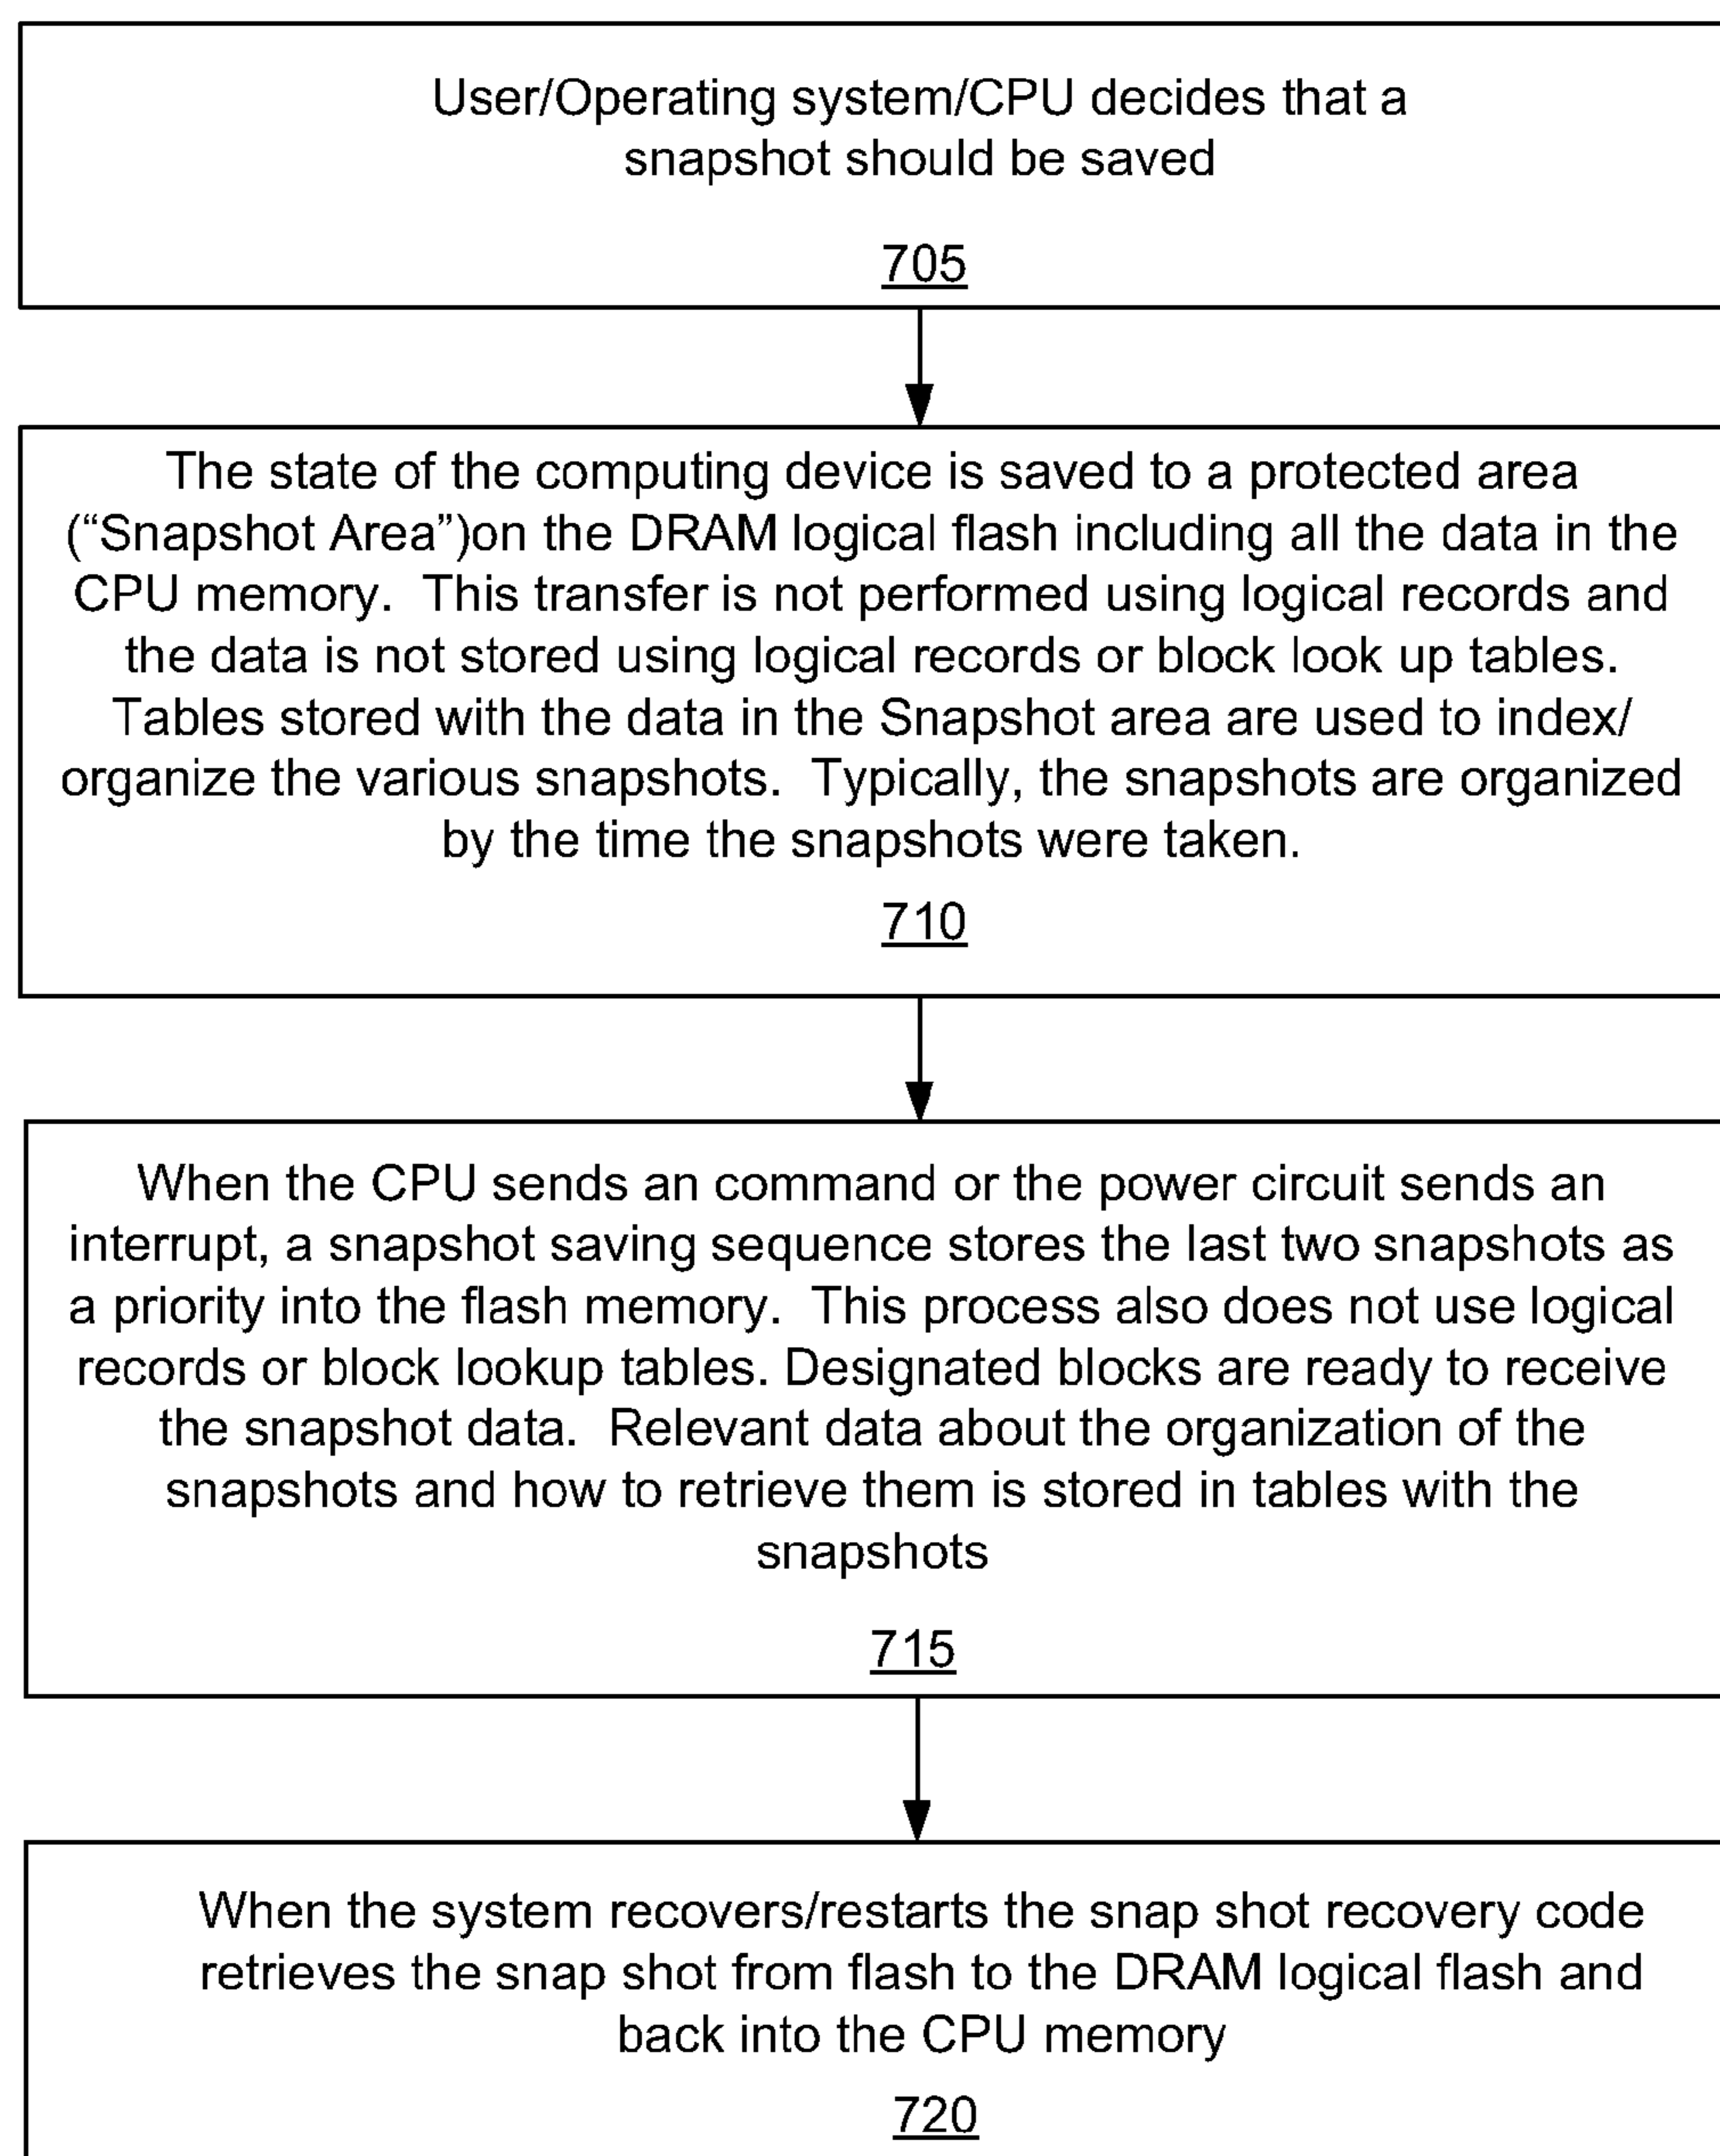 User/Operating system/CPU decides that a
snapshot should be saved
705
The state of the computing device is saved to a protected area
(“Snapshot Area”)on the DRAM logical flash including all the data in the
CPU memory.  This transfer is not performed using logical records and
the data is not stored using logical records or block look up tables.
Tables stored with the data in the Snapshot area are used to index/
organize the various snapshots.  Typically, the snapshots are organized
by the time the snapshots were taken.
710
When the CPU sends an command or the power circuit sends an
interrupt, a snapshot saving sequence stores the last two snapshots as
a priority into the flash memory.  This process also does not use logical
records or block lookup tables. Designated blocks are ready to receive
the snapshot data.  Relevant data about the organization of the
snapshots and how to retrieve them is stored in tables with the
snapshots
715
When the system recovers/restarts the snap shot recovery code
retrieves the snap shot from flash to the DRAM logical flash and
back into the CPU memory
720